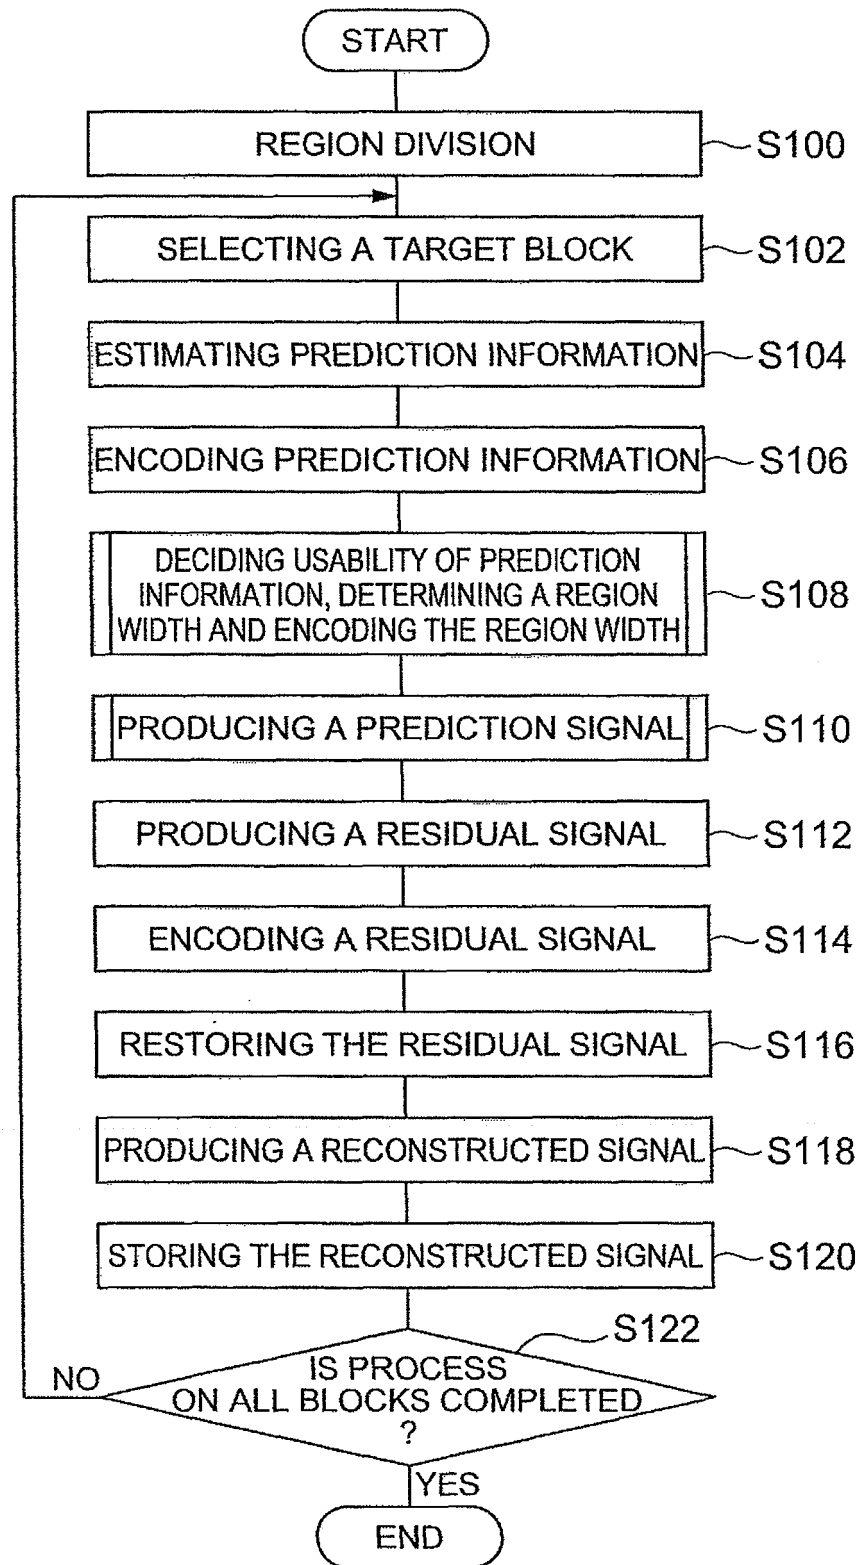 START
REGION DIVISION S100
SELECTING A TARGET BLOCK S102
ESTIMATING PREDICTION INFORMATION S104
ENCODING PREDICTION INFORMATION S106
DECIDING USABILITY OF PREDICTION
INFORMATION, DETERMINING A REGION S108
WIDTH AND ENCODING THE REGION WIDTH
PRODUCING A PREDICTION SIGNAL S110
PRODUCING A RESIDUAL SIGNAL S112
ENCODING A RESIDUAL SIGNAL S114
RESTORING THE RESIDUAL SIGNAL S116
PRODUCING A RECONSTRUCTED SIGNAL S118
STORING THE RECONSTRUCTED SIGNAL S120
S122
IS PROCESS
NO ON ALL BLOCKS COMPLETED
?
YES
END